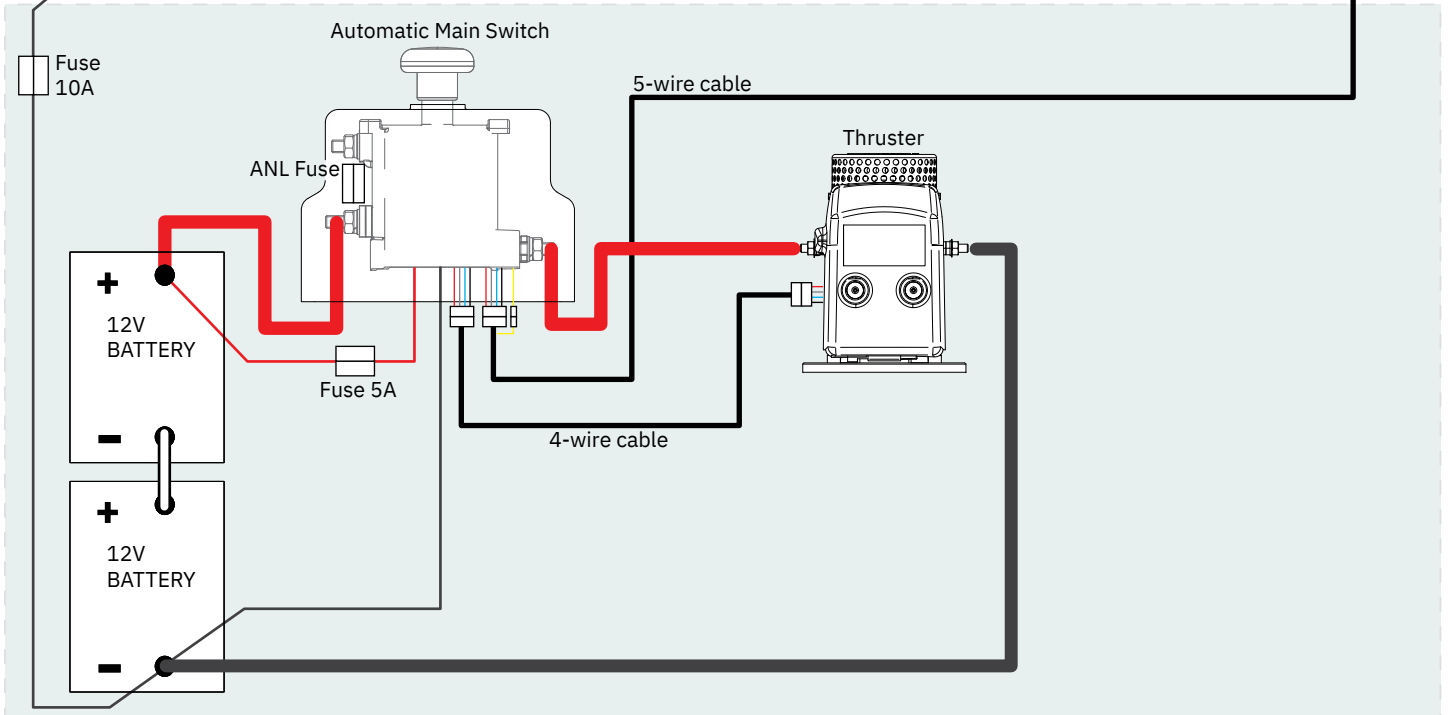 Automatic Main Switch
Fuse
10A
5-wire cable
Thruster
ANL Fuse
+
12V
BATTERY
Fuse 5A
-
4-wire cable
+
12V
BATTERY
-